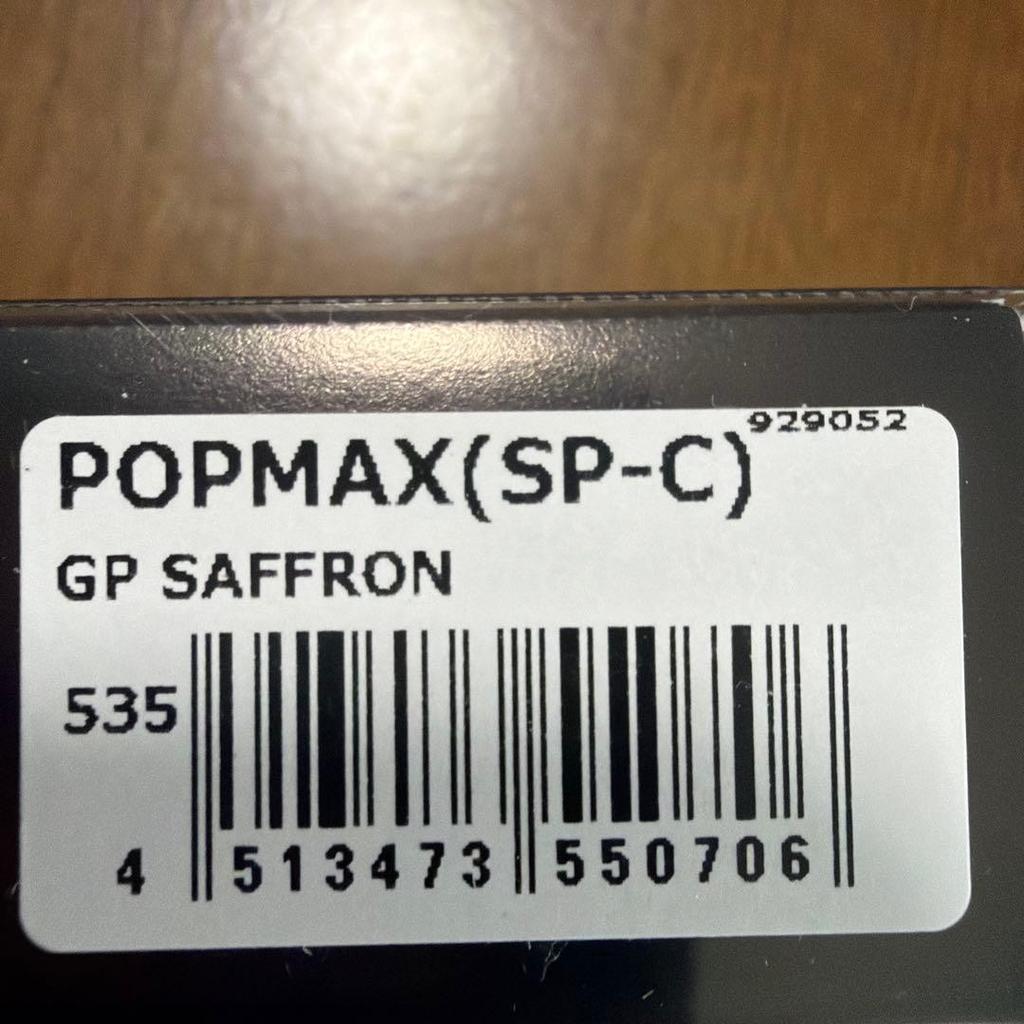 929052
POPMAX(SP-C)
GP SAFFRON
535
4 513473 550706